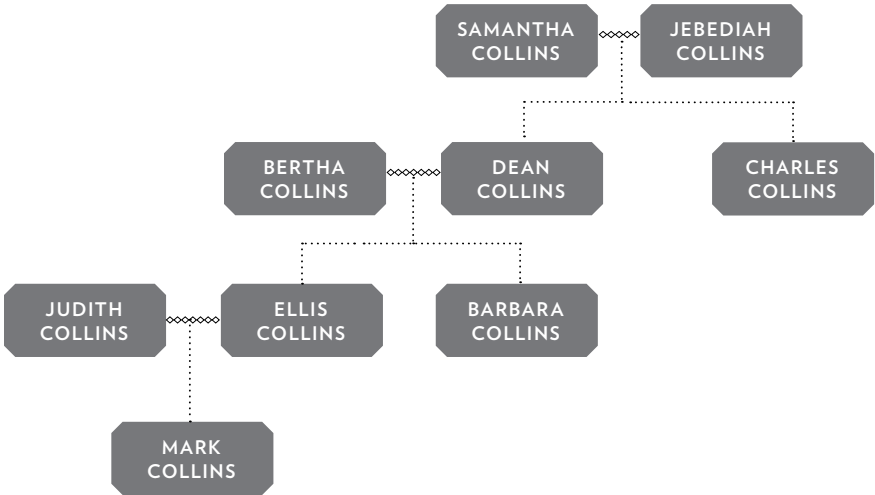 SAMANTHA
COLLINS
JEBEDIAH
COLLINS
BERTHA
COLLINS
DEAN
COLLINS
CHARLES
COLLINS
JUDITH
COLLINS
ELLIS
COLLINS
BARBARA
COLLINS
MARK
COLLINS